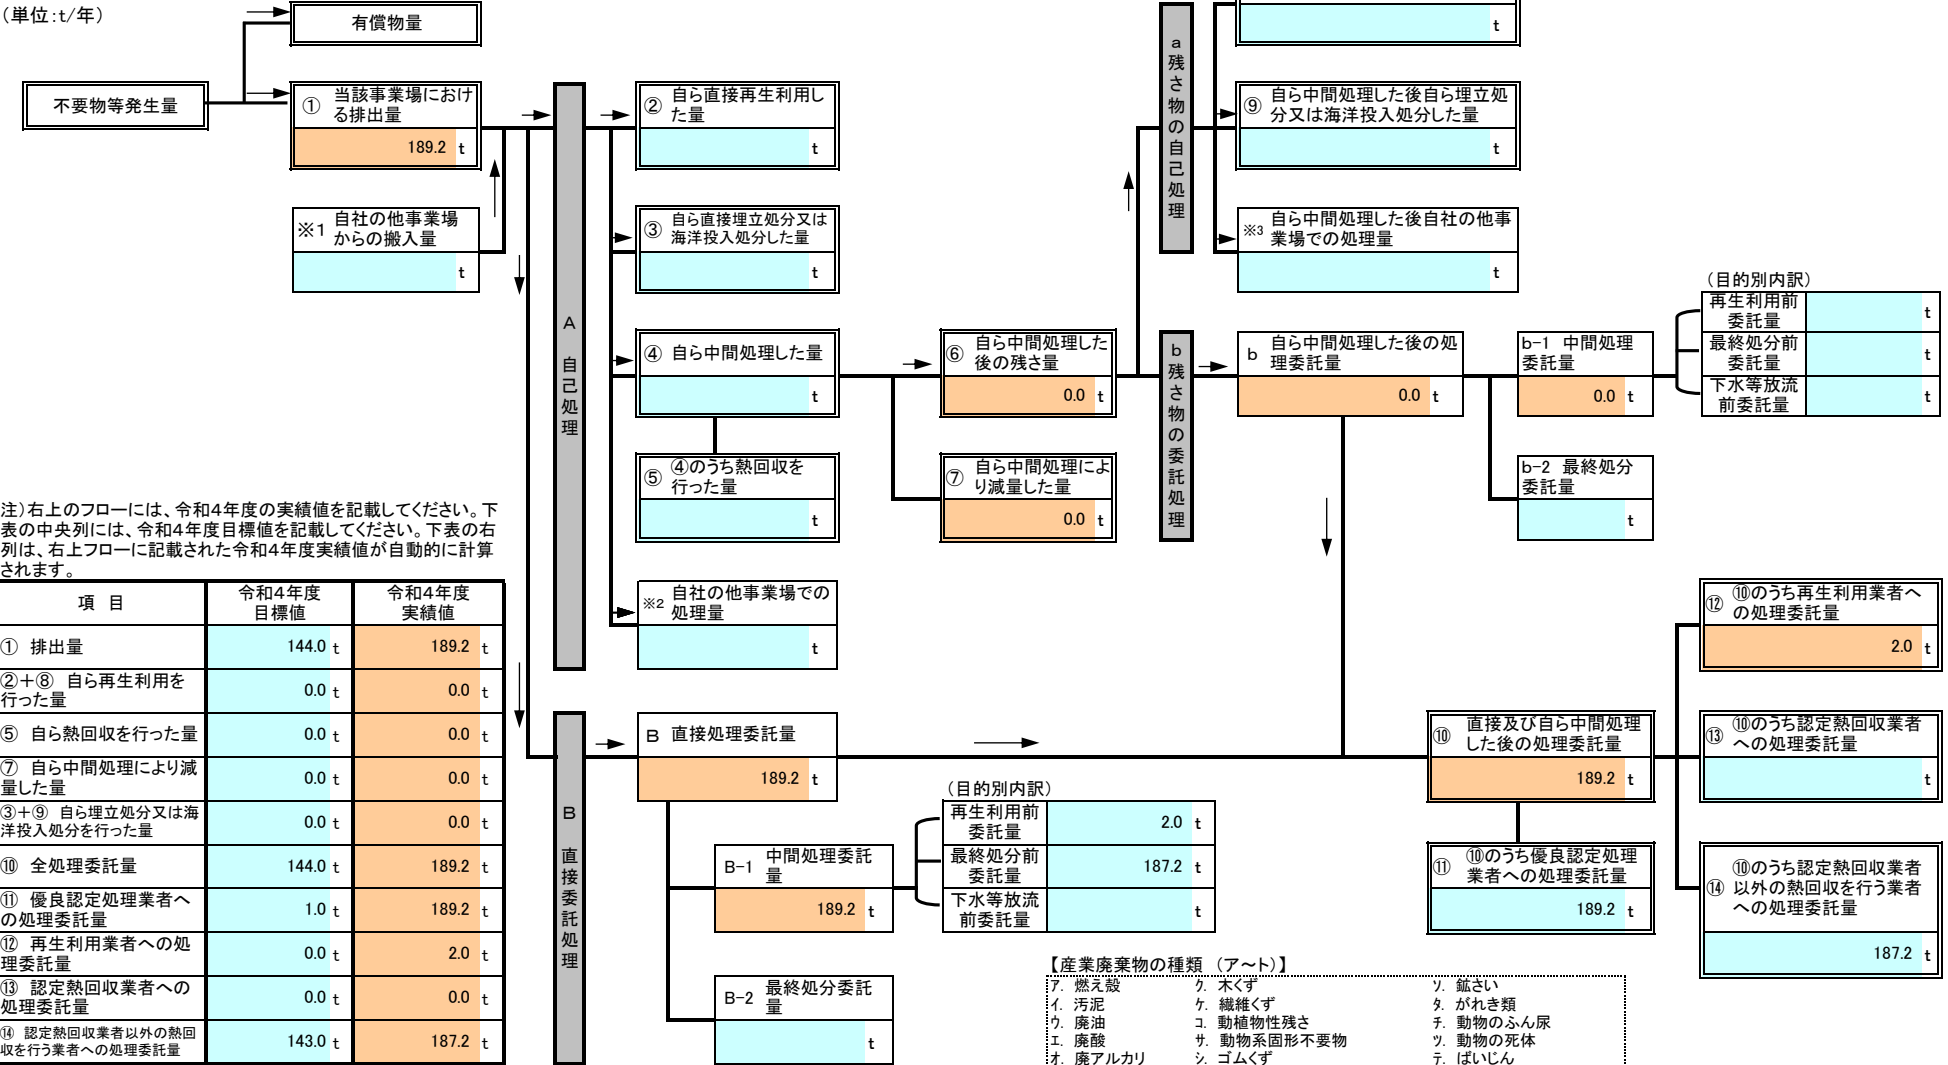 (単位:t/年)
有償物量
不要物等発生量
① 当該事業場におけ
る排出量
189.2 t
※1 自社の他事業場
からの搬入量
t
A 自己処理
② 自ら直接再生利用し
た量
t
③ 自ら直接埋立処分又は
海洋投入処分した量
t
④ 自ら中間処理した量
t
⑤ ④のうち熱回収を
行った量
t
※2 自社の他事業場での
処理量
t
⑥ 自ら中間処理した
後の残さ量
0.0 t
⑦ 自ら中間処理によ
り減量した量
0.0 t
a残さ物の自己処理
t
⑨ 自ら中間処理した後自ら埋立処
分又は海洋投入処分した量
t
※3 自ら中間処理した後自社の他事
業場での処理量
t
b残さ物の委託処理
b 自ら中間処理した後の処
理委託量
0.0 t
b-1 中間処理
委託量
0.0 t
b-2 最終処分
委託量
t
(目的別内訳)
再生利用前
委託量
t
最終処分前
委託量
t
下水等放流
前委託量
t
注)右上のフローには、令和4年度の実績値を記載してください。下
表の中央列には、令和4年度目標値を記載してください。下表の右
列は、右上フローに記載された令和4年度実績値が自動的に計算
されます。
項 目 令和4年度
目標値 令和4年度
実績値
① 排出量 144.0 t 189.2 t
②+⑧ 自ら再生利用を
行った量 0.0 t 0.0 t
⑤ 自ら熱回収を行った量 0.0 t 0.0 t
⑦ 自ら中間処理により減
量した量 0.0 t 0.0 t
③+⑨ 自ら埋立処分又は海
洋投入処分を行った量 0.0 t 0.0 t
⑩ 全処理委託量 144.0 t 189.2 t
⑪ 優良認定処理業者へ
の処理委託量 1.0 t 189.2 t
⑫ 再生利用業者への処
理委託量 0.0 t 2.0 t
⑬ 認定熱回収業者への
処理委託量 0.0 t 0.0 t
⑭ 認定熱回収業者以外の熱回
収を行う業者への処理委託量 143.0 t 187.2 t
B 直接委託処理
B 直接処理委託量
189.2 t
B-1 中間処理委託
量
189.2 t
B-2 最終処分委託
量
t
(目的別内訳)
再生利用前
委託量
2.0 t
最終処分前
委託量
187.2 t
下水等放流
前委託量
t
⑩ 直接及び自ら中間処理
した後の処理委託量
189.2 t
⑪ ⑩のうち優良認定処理
業者への処理委託量
189.2 t
⑫ ⑩のうち再生利用業者へ
の処理委託量
2.0 t
⑬ ⑩のうち認定熱回収業者
への処理委託量
t
⑭ ⑩のうち認定熱回収業者
以外の熱回収を行う業者
への処理委託量
187.2 t
【産業廃棄物の種類 (ア~ト)】
ア. 燃え殻 ク. 木くず ソ. 鉱さい
イ. 汚泥 ケ. 繊維くず タ. がれき類
ウ. 廃油 コ. 動植物性残さ チ. 動物のふん尿
エ. 廃酸 サ. 動物系固形不要物 ツ. 動物の死体
オ. 廃アルカリ シ. ゴムくず テ. ばいじん